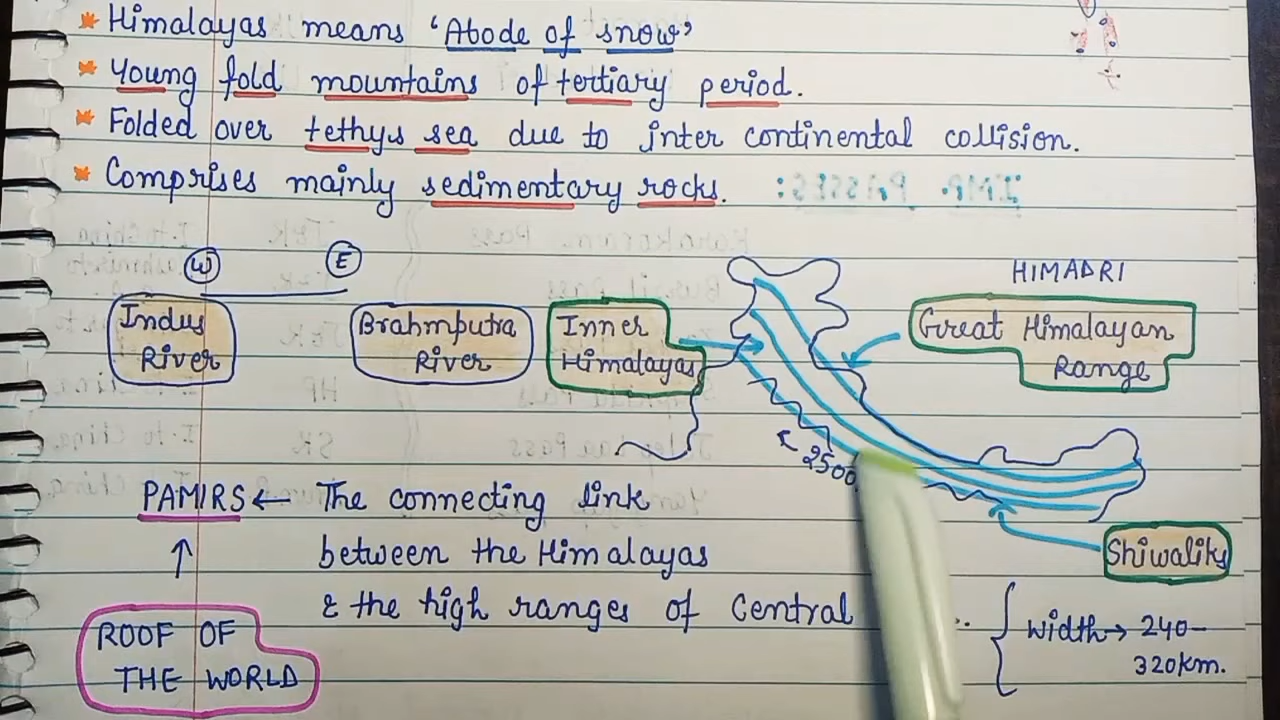 * Himalayas means 'Abode of snow'
* Young fold mountains of tertiary period.
* Folded over tethys sea due to inter continental collision.
* Comprises mainly sedimentary rocks.
IMP. PASSES:
W E
HIMADRI
Indus
River
Brahmputra
River
Inner
Himalayas
Great Himalayan
Range
2500
PAMIRS ← The connecting link
between the Himalayas
& the high ranges of Central
Shiwaliks
ROOF OF
THE WORLD
width → 240-
320km.